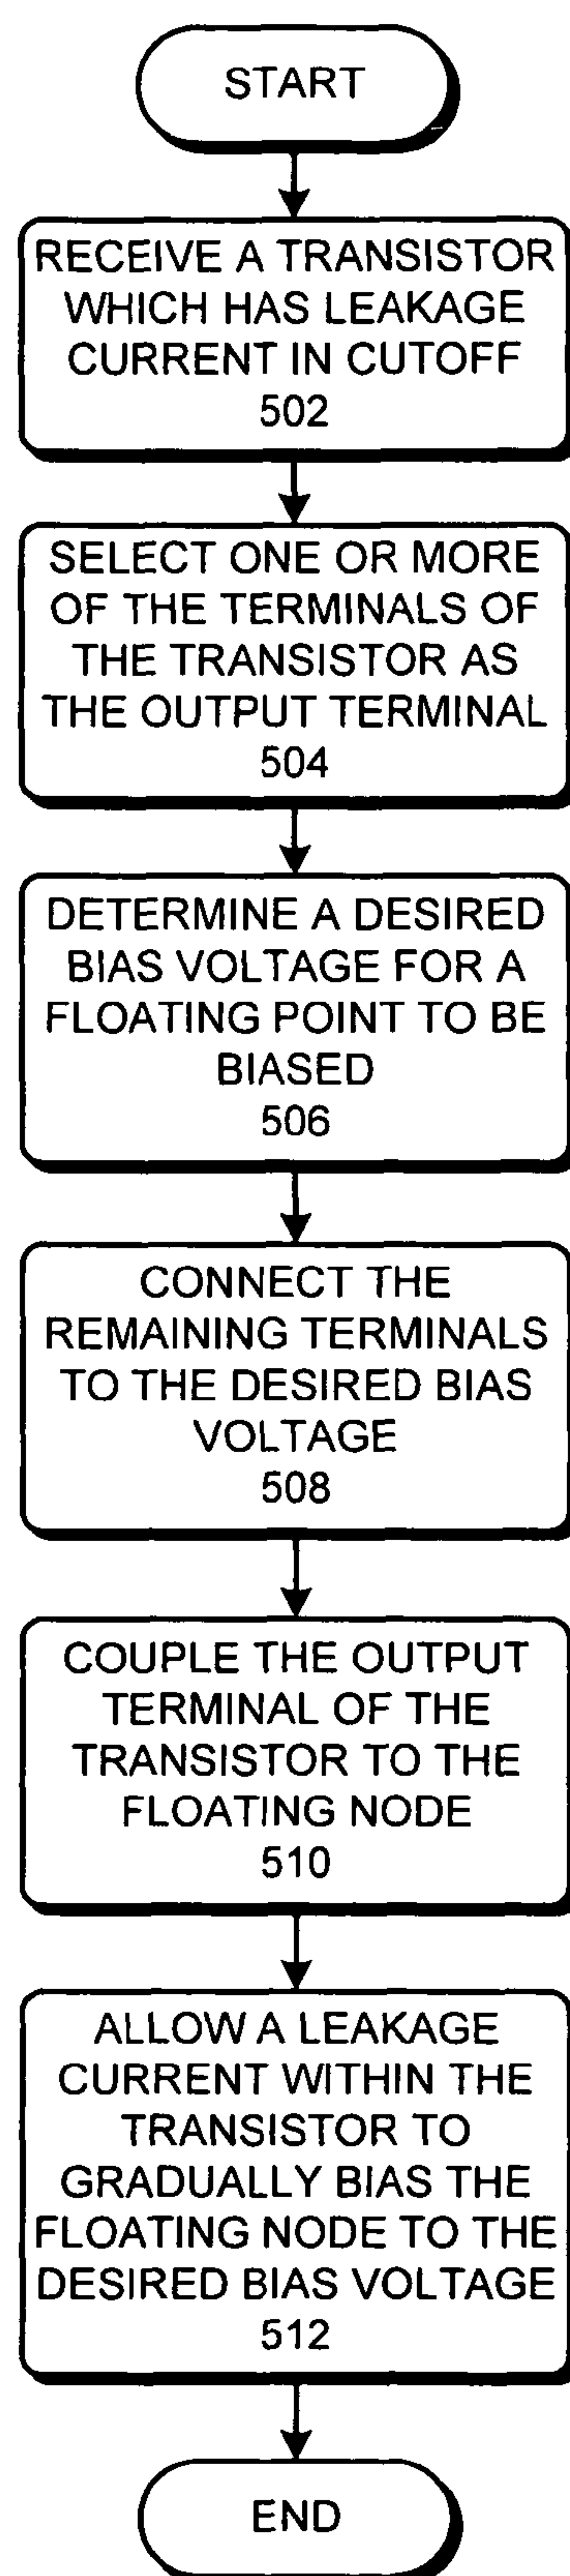 START
RECEIVE A TRANSISTOR
WHICH HAS LEAKAGE
CURRENT IN CUTOFF
502
SELECT ONE OR MORE
OF THE TERMINALS OF
THE TRANSISTOR AS
THE OUTPUT TERMINAL
504
DETERMINE A DESIRED
BIAS VOLTAGE FOR A
FLOATING POINT TO BE
BIASED
506
CONNECT THE
REMAINING TERMINALS
TO THE DESIRED BIAS
VOLTAGE
508
COUPLE THE OUTPUT
TERMINAL OF THE
TRANSISTOR TO THE
FLOATING NODE
510
ALLOW A LEAKAGE
CURRENT WITHIN THE
TRANSISTOR TO
GRADUALLY BIAS THE
FLOATING NODE TO THE
DESIRED BIAS VOLTAGE
512
END